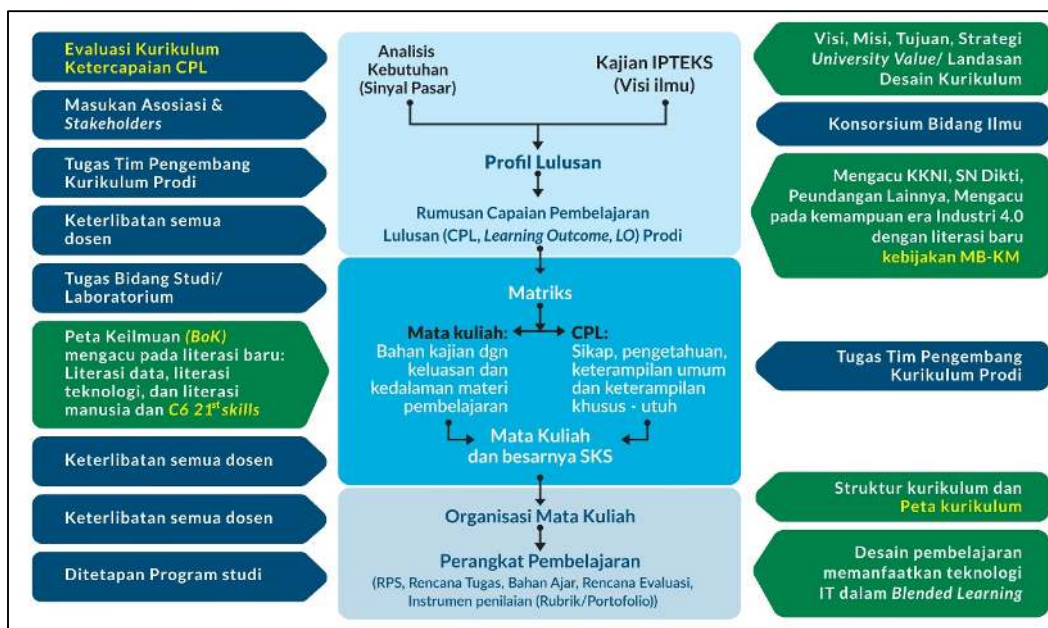 Evaluasi Kurikulum
Ketercapaian CPL
Masukan Asosiasi &
Stakeholders
Tugas Tim Pengembang
Kurikulum Prodi
Keterlibatan semua
dosen
Tugas Bidang Studi/
Laboratorium
Peta Keilmuan (BoK)
mengacu pada literasi baru:
Literasi data, literasi
teknologi, dan literasi
manusia dan C6 21st skills
Keterlibatan semua dosen
Keterlibatan semua dosen
Ditetapan Program studi
Analisis
Kebutuhan
(Sinyal Pasar)
Kajian IPTEKS
(Visi ilmu)
Profil Lulusan
Rumusan Capaian Pembelajaran
Lulusan (CPL, Learning Outcome, LO) Prodi
Matriks
Mata kuliah:
Bahan kajian dgn
keluasan dan
kedalaman materi
pembelajaran
CPL:
Sikap, pengetahuan,
keterampilan umum
dan keterampilan
khusus - utuh
Mata Kuliah
dan besarnya SKS
Organisasi Mata Kuliah
Perangkat Pembelajaran
(RPS, Rencana Tugas, Bahan Ajar, Rencana Evaluasi,
Instrumen penilaian (Rubrik/Portofolio))
Visi, Misi, Tujuan, Strategi
University Value/ Landasan
Desain Kurikulum
Konsorsium Bidang Ilmu
Mengacu KKNI, SN Dikti,
Peundangan Lainnya, Mengacu
pada kemampuan era Industri 4.0
dengan literasi baru
kebijakan MB-KM
Tugas Tim Pengembang
Kurikulum Prodi
Struktur kurikulum dan
Peta kurikulum
Desain pembelajaran
memanfaatkan teknologi
IT dalam Blended Learning